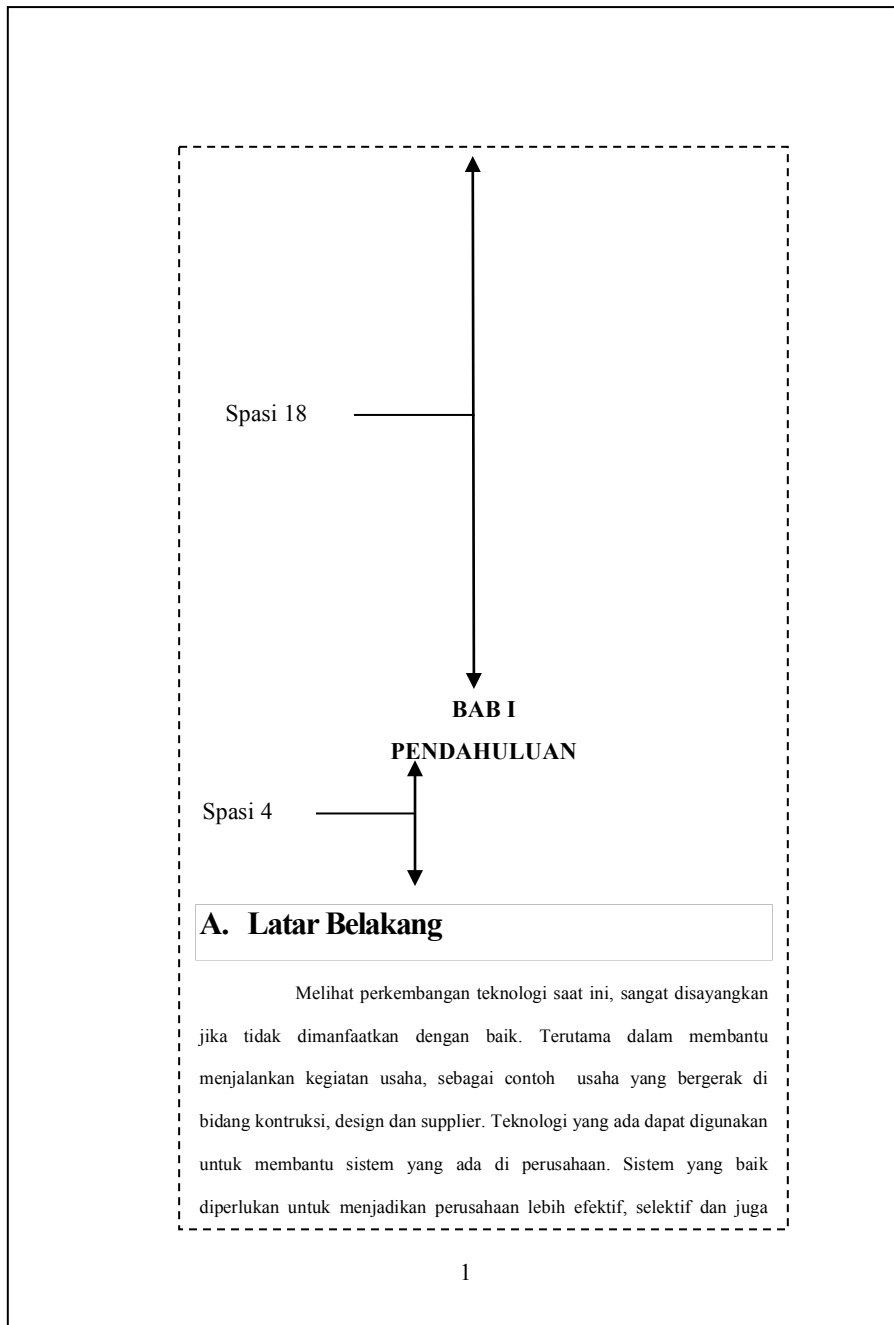 Spasi 18
BAB I
PENDAHULUAN
Spasi 4
A. Latar Belakang
Melihat perkembangan teknologi saat ini, sangat disayangkan
jika tidak dimanfaatkan dengan baik. Terutama dalam membantu
menjalankan kegiatan usaha, sebagai contoh usaha yang bergerak di
bidang kontruksi, design dan supplier. Teknologi yang ada dapat digunakan
untuk membantu sistem yang ada di perusahaan. Sistem yang baik
diperlukan untuk menjadikan perusahaan lebih efektif, selektif dan juga
1